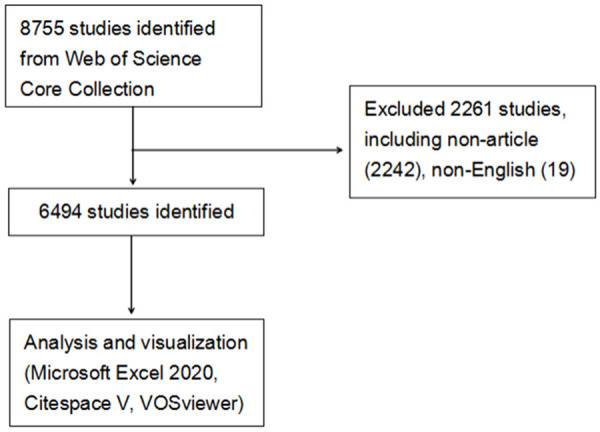 8755 studies identified
from Web of Science
Core Collection
Excluded 2261 studies,
including non-article
(2242), non-English (19)
6494 studies identified
Analysis and visualization
(Microsoft Excel 2020,
Citespace V, VOSviewer)